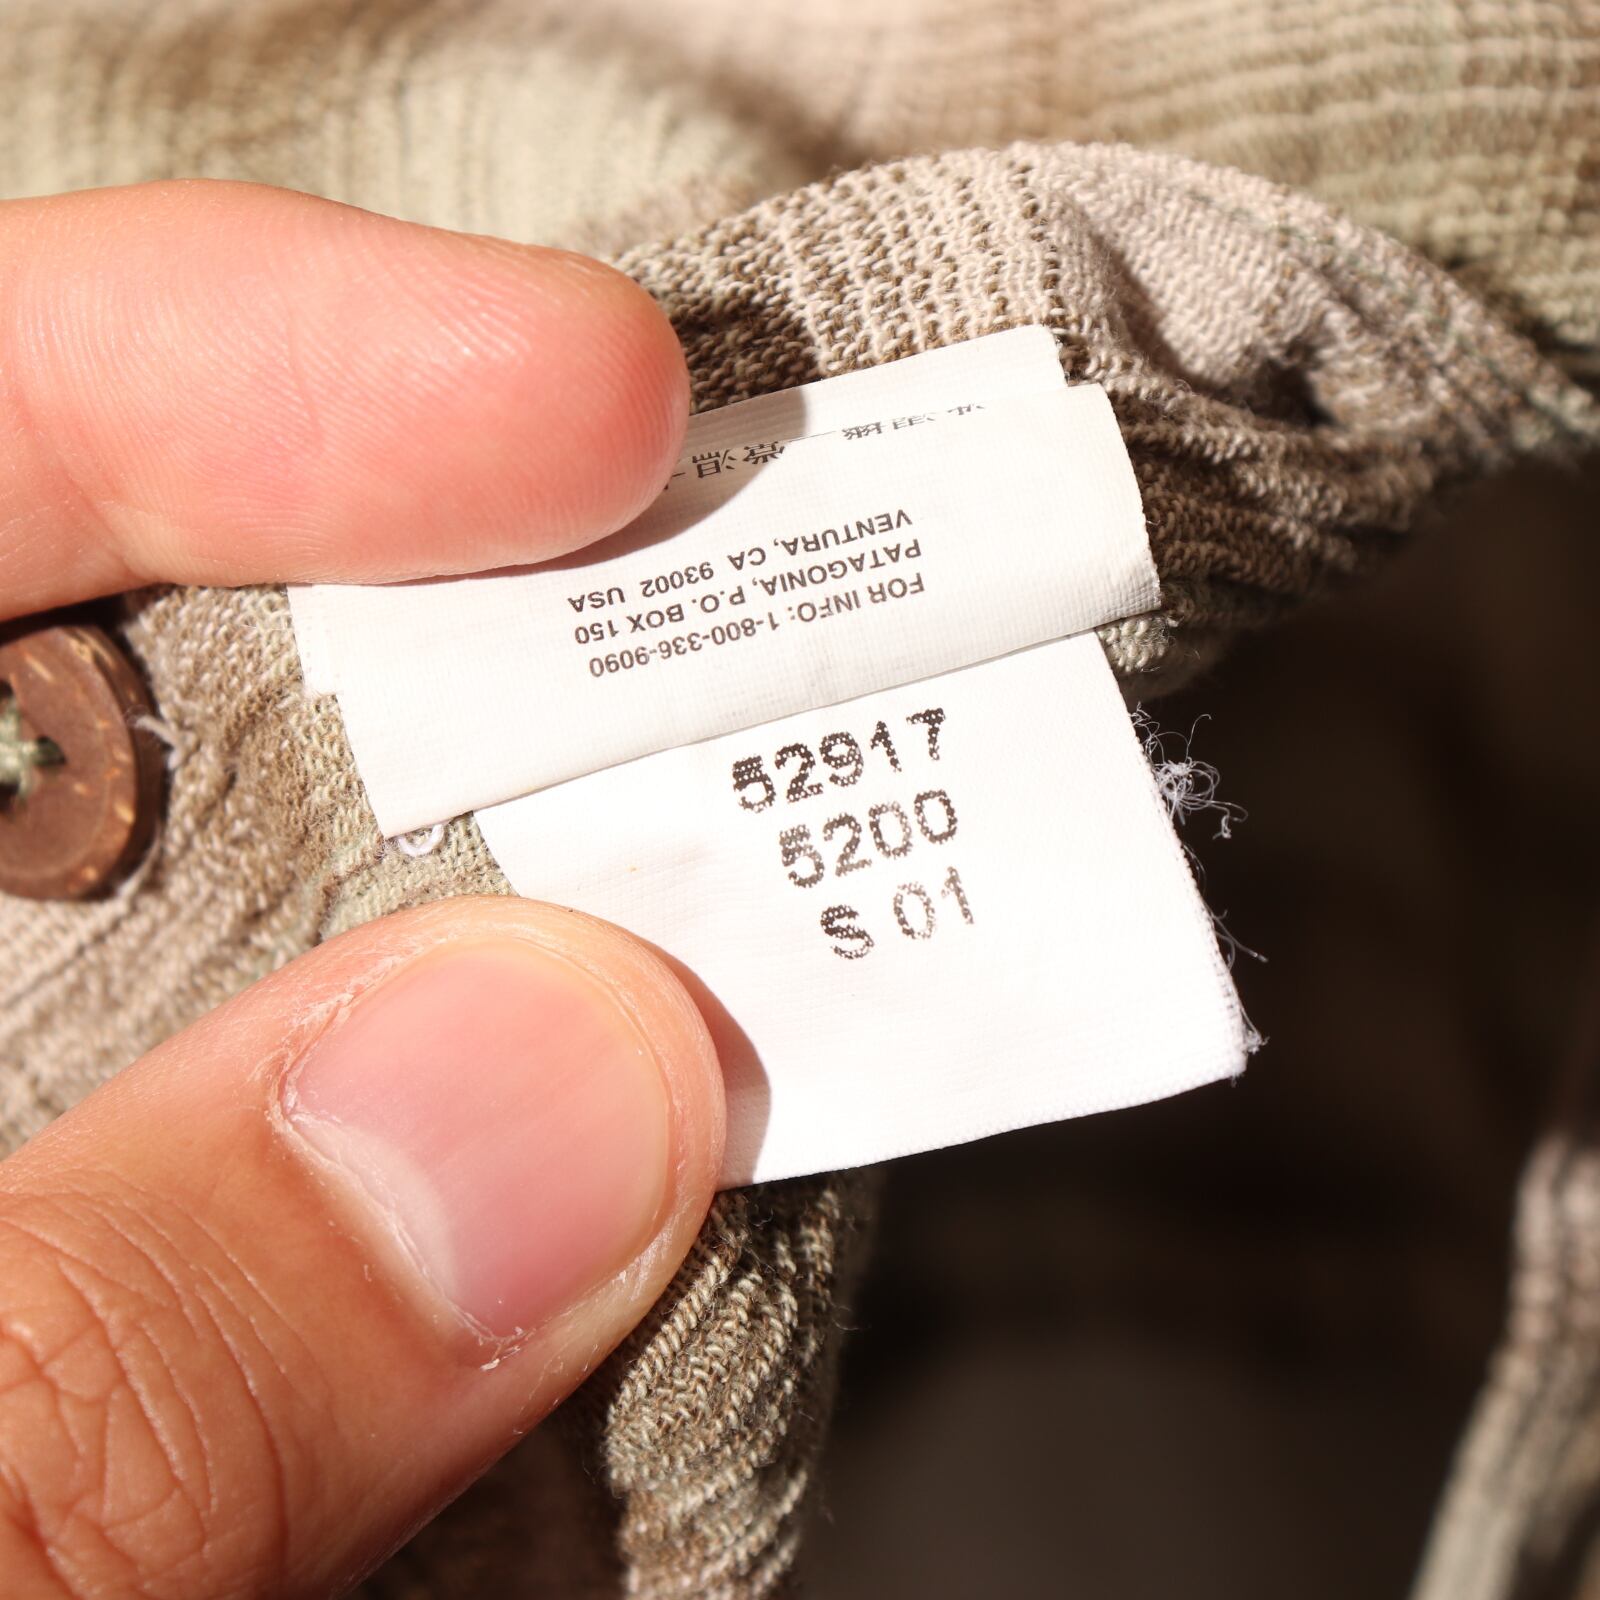 FOR INFO: 1-800-336-9090
PATAGONIA, P.O. BOX 150
VENTURA, CA 93002 USA
52917
5200
S 01